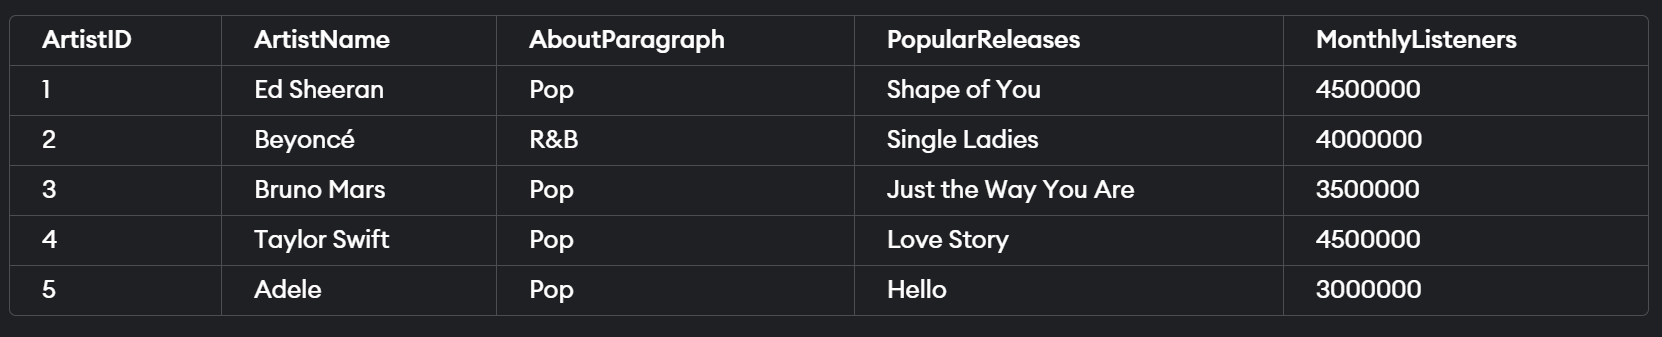 ArtistID ArtistName AboutParagraph PopularReleases MonthlyListeners
1 Ed Sheeran Pop Shape of You 4500000
2 Beyoncé R&B Single Ladies 4000000
3 Bruno Mars Pop Just the Way You Are 3500000
4 Taylor Swift Pop Love Story 4500000
5 Adele Pop Hello 3000000